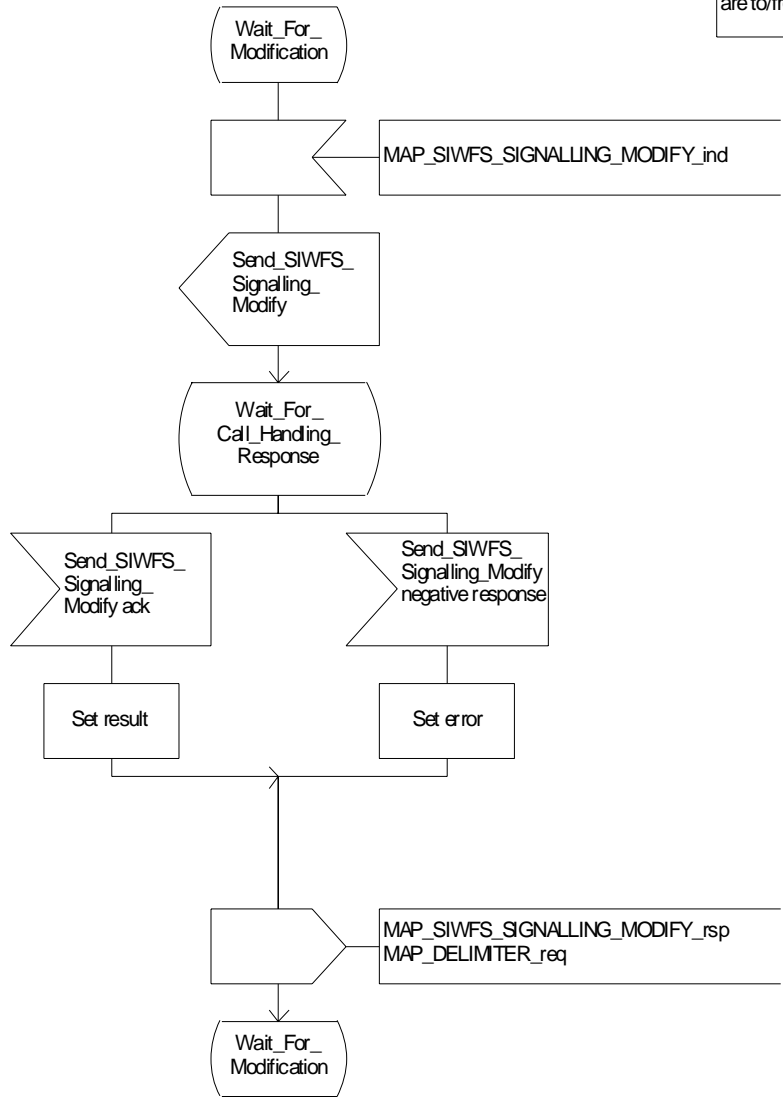 are to/fr
Wait_For_
Modification
MAP_SIWFS_SIGNALLING_MODIFY_ind
Send_SIWFS_
Signalling_
Modify
Wait_For_
Call_Handling_
Response
Send_SIWFS_
Signalling_
Modify ack
Send_SIWFS_
Signalling_Modify
negative response
Set result
Set error
MAP_SIWFS_SIGNALLING_MODIFY_rsp
MAP_DELIMITER_req
Wait_For_
Modification